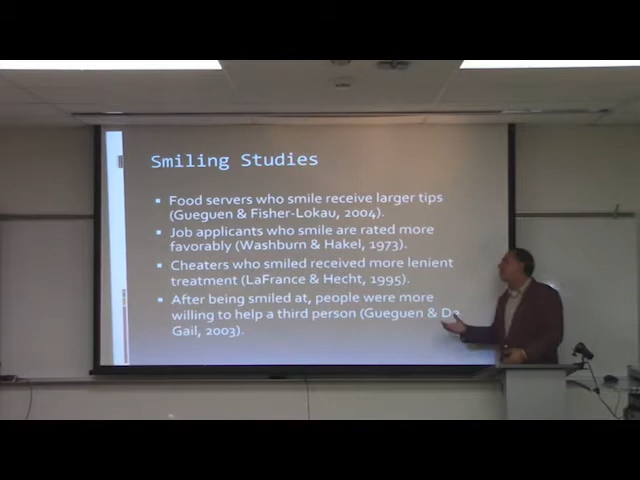 Smiling Studies
▪ Food servers who smile receive larger tips
(Gueguen & Fisher-Lokau, 2004).
▪ Job applicants who smile are rated more
favorably (Washburn & Hakel, 1973).
▪ Cheaters who smiled received more lenient
treatment (LaFrance & Hecht, 1995).
▪ After being smiled at, people were more
willing to help a third person (Gueguen & De
Gail, 2003).